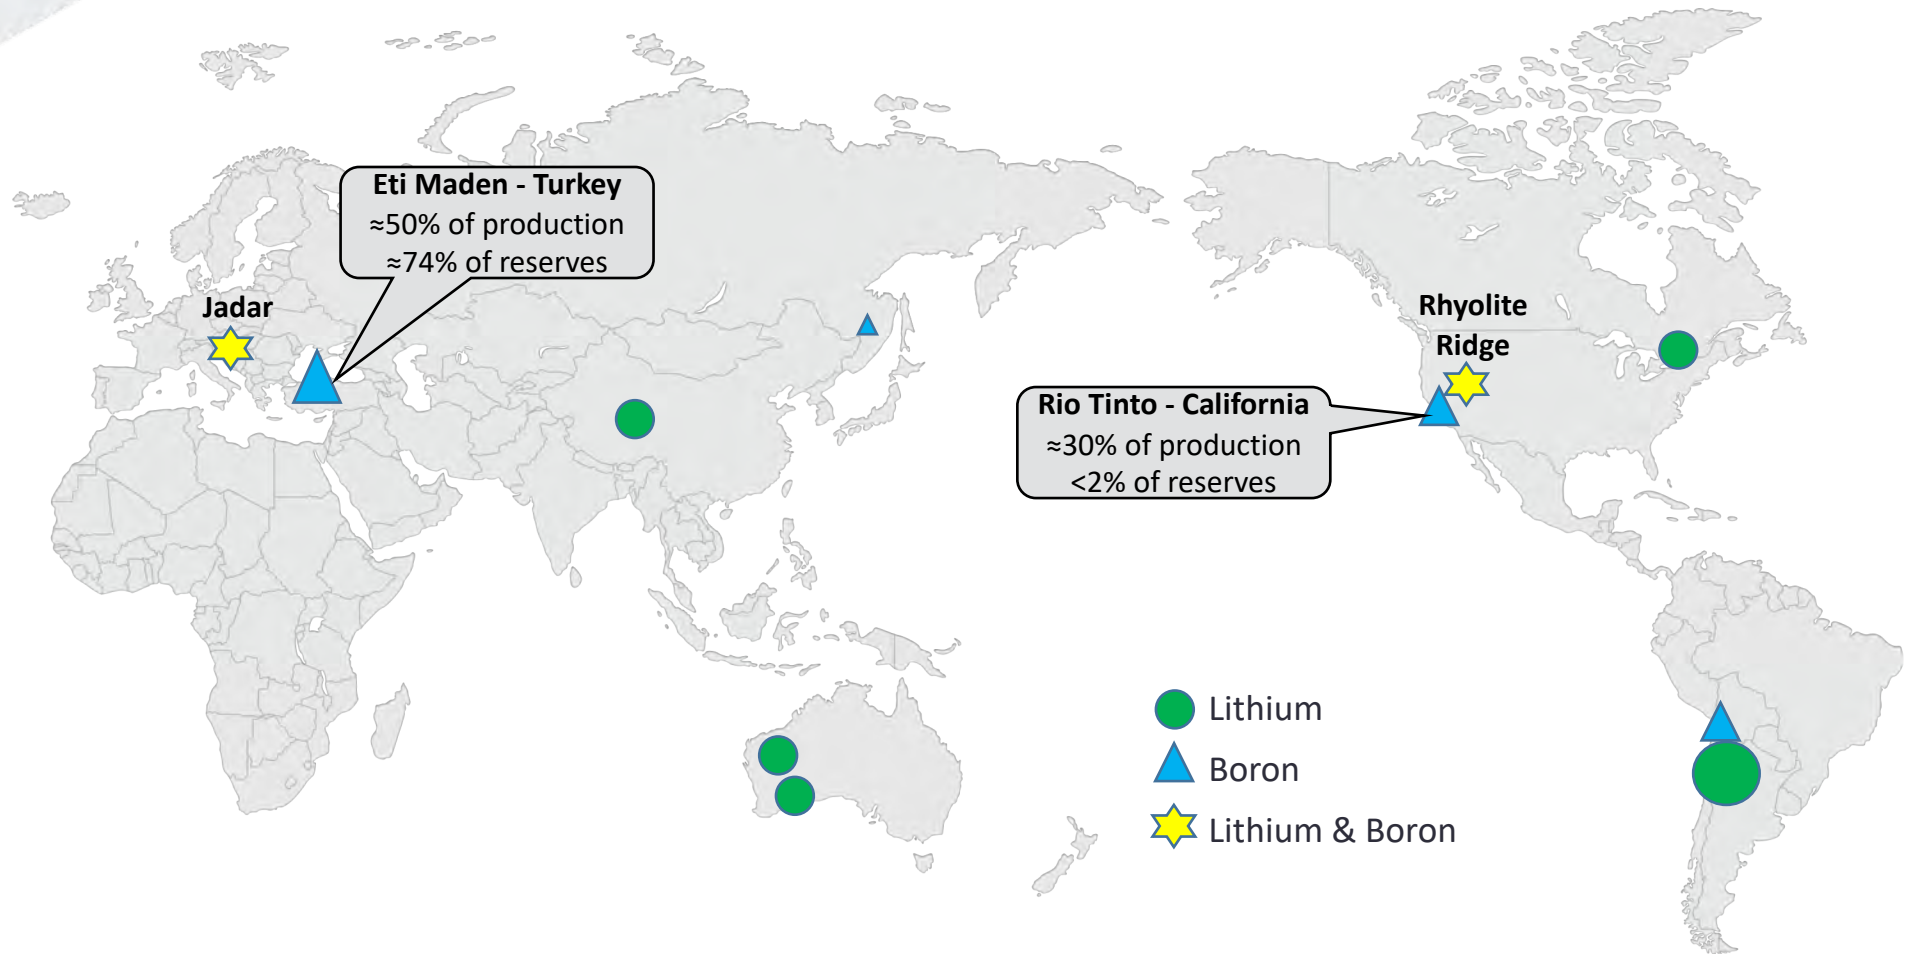 Eti Maden - Turkey
≈50% of production
≈74% of reserves
Jadar
Rhyolite
Ridge
Rio Tinto - California
≈30% of production
<2% of reserves
Lithium
Boron
Lithium & Boron